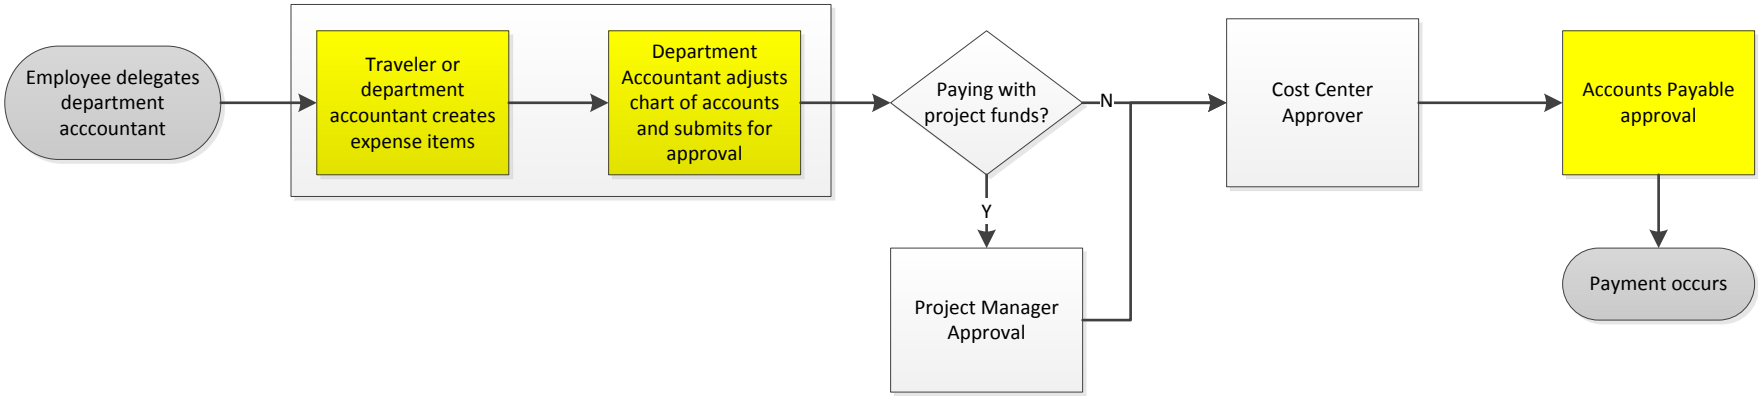 Employee delegates
department
acccountant
Traveler or
department
accountant creates
expense items
Department
Accountant adjusts
chart of accounts
and submits for
approval
Paying with
project funds?
N
Y
Project Manager
Approval
Cost Center
Approver
Accounts Payable
approval
Payment occurs